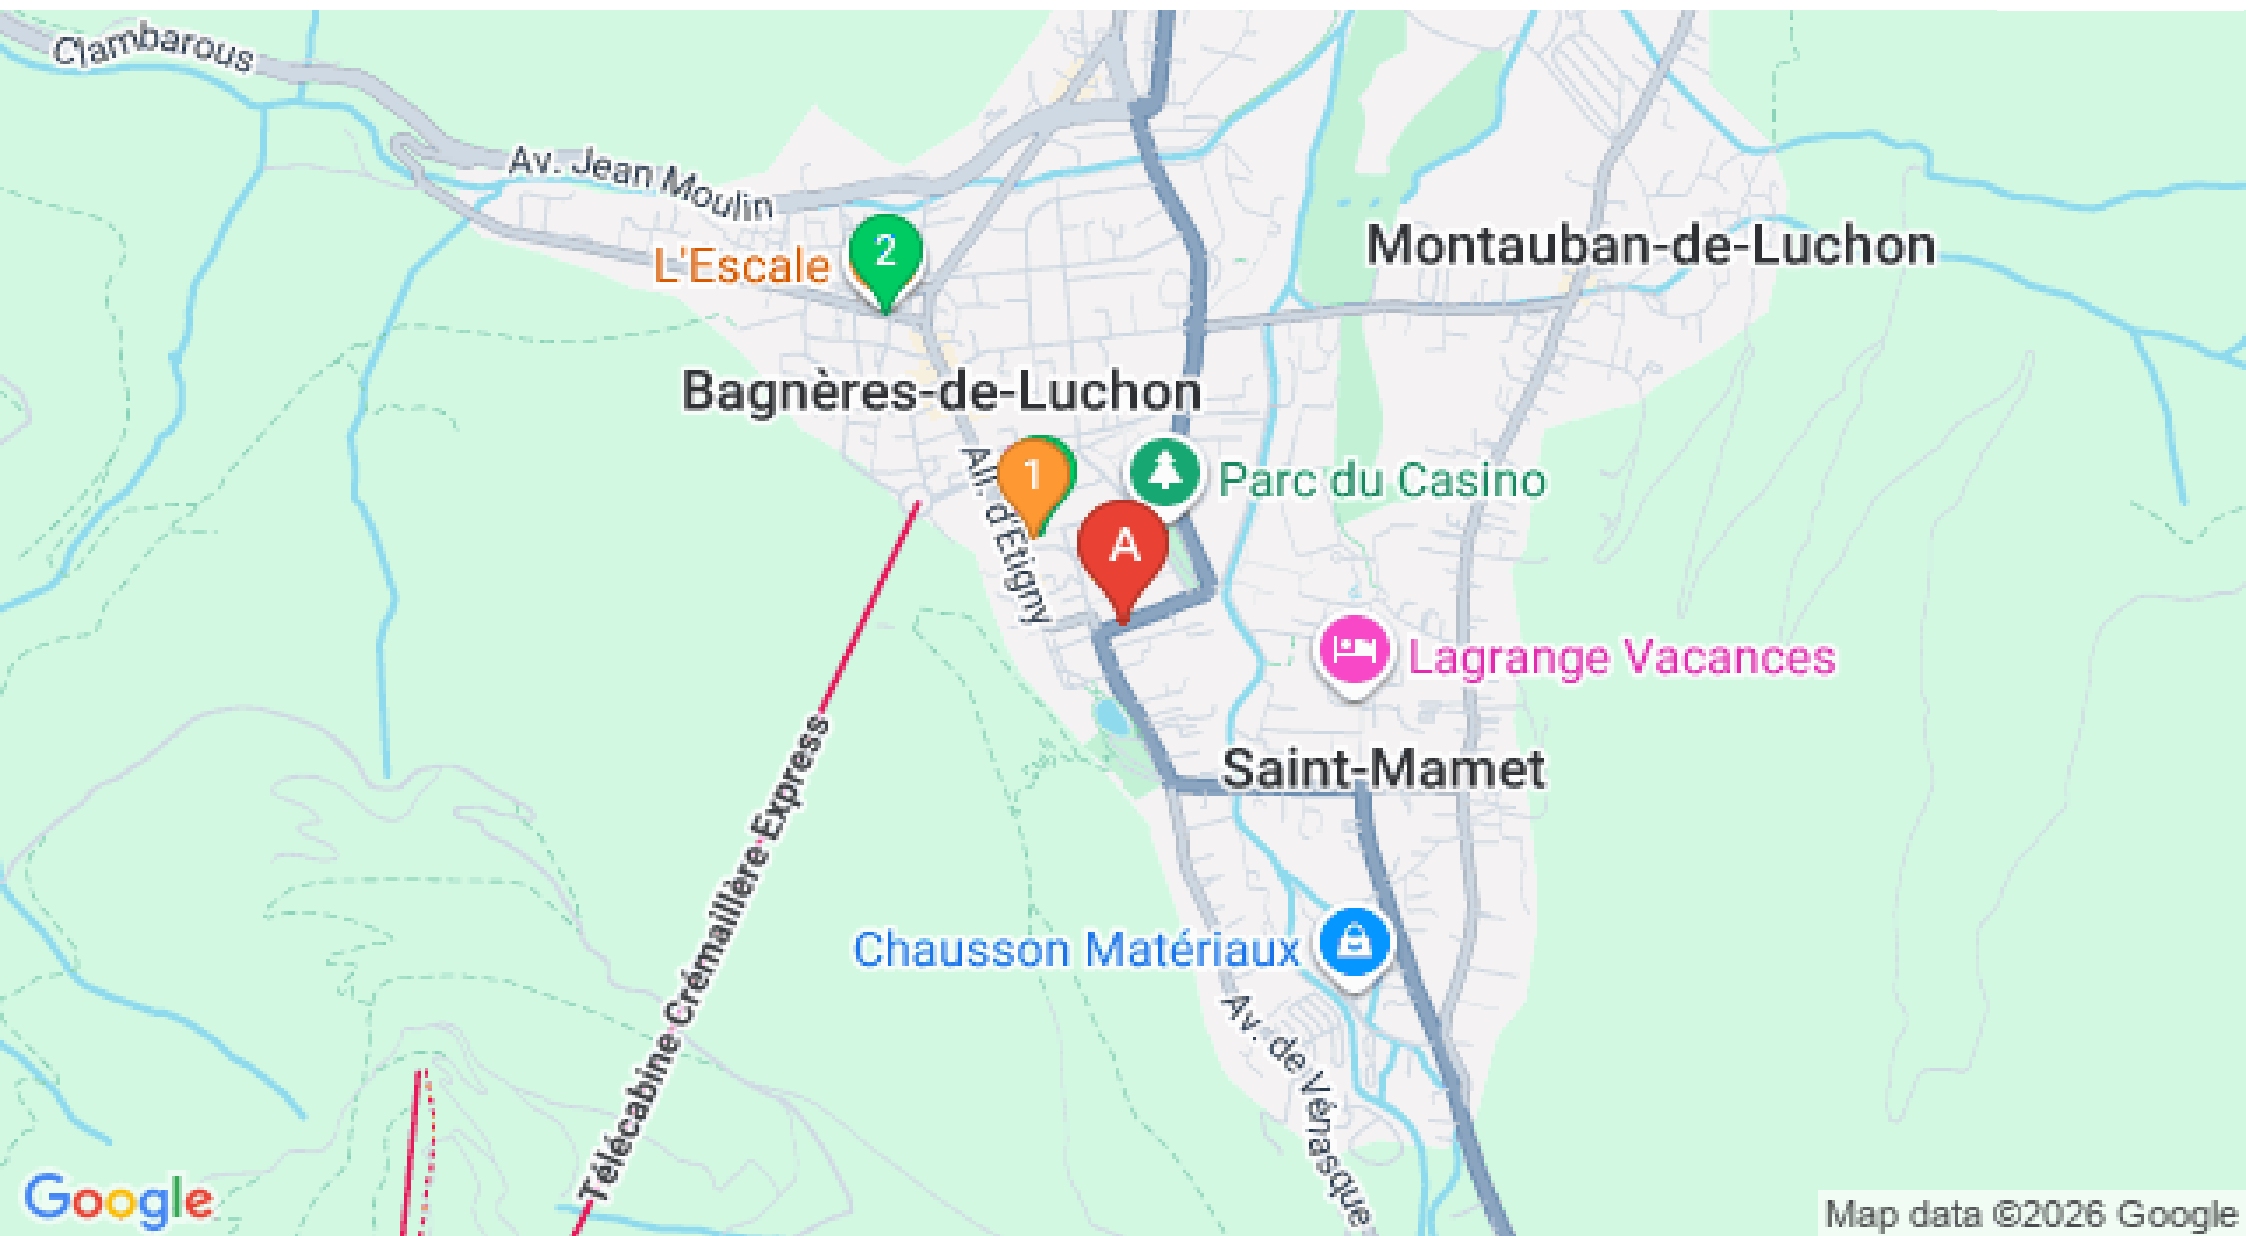 Clambarous
Av. Jean Moulin
L'Escale
2
Montauban-de-Luchon
Bagnères-de-Luchon
All. d'Etigny
1
Parc du Casino
A
Lagrange Vacances
Saint-Mamet
Télécabine Crémaillère Express
Chausson Matériaux
Av. de Vénasque
Google
Map data ©2026 Google